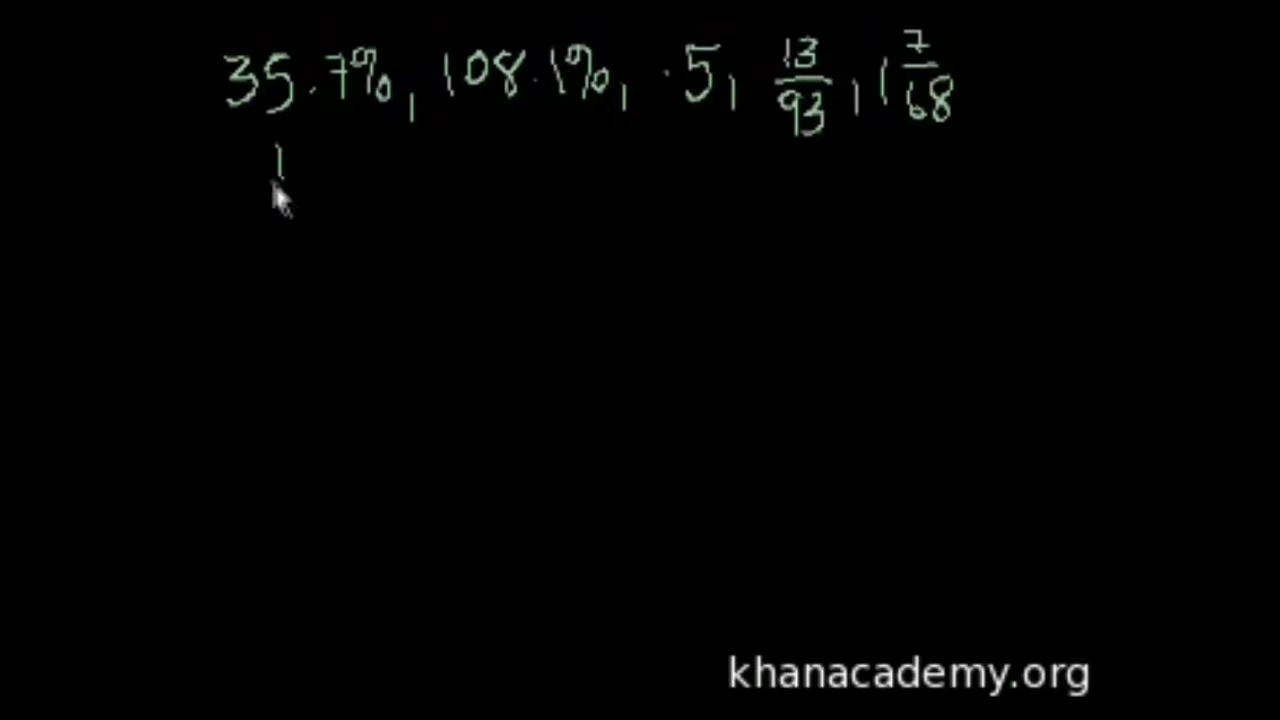 35.7%, 108.1%, .5, 13/93, 1 7/68
1
khanacademy.org